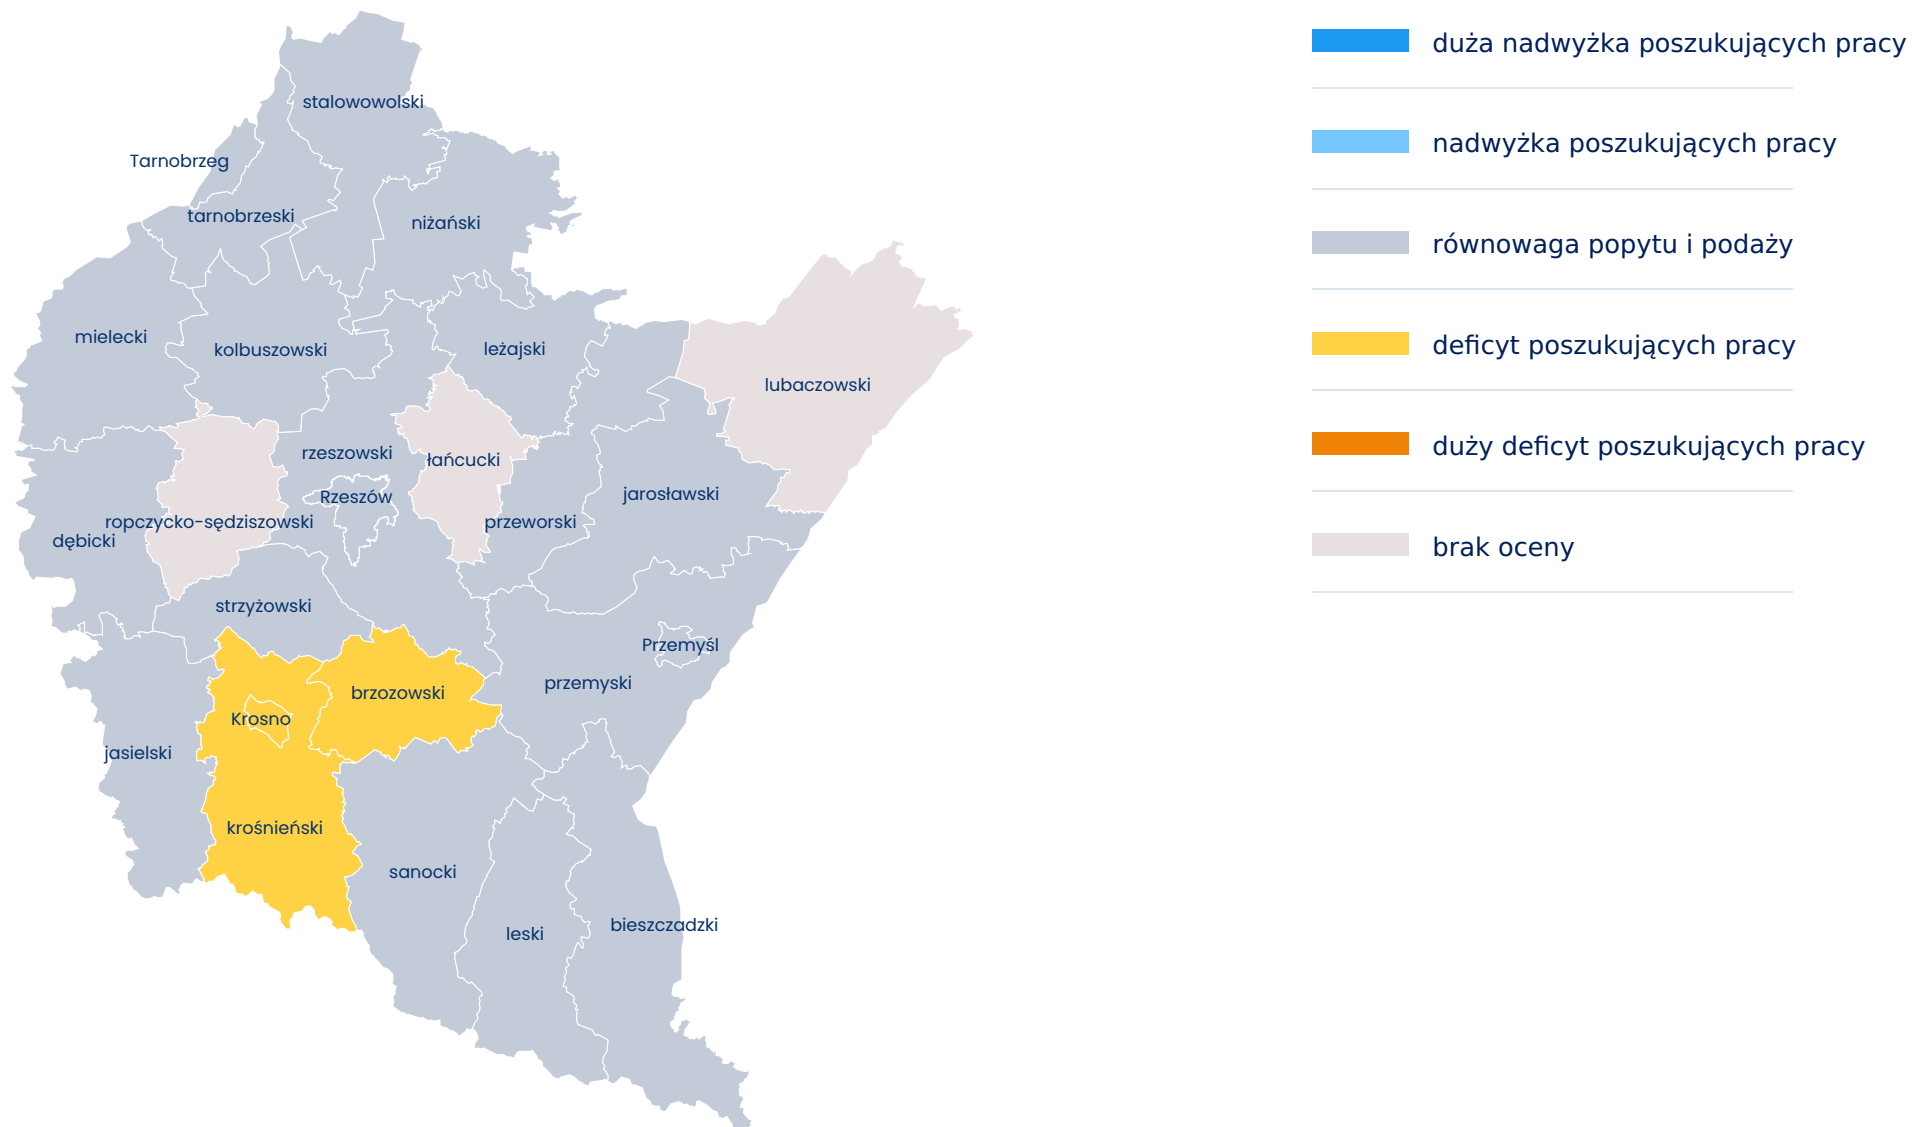 stalowowolski
Tarnobrzeg
tarnobrzeski
niżański
mielecki
kolbuszowski
leżajski
lubaczowski
rzeszowski
łańcucki
Rzeszów
jarosławski
ropczycko-sędziszowski
przeworski
dębicki
strzyżowski
Przemyśl
przemyski
brzozowski
Krosno
jasielski
krośnieński
sanocki
leski
bieszczadzki
duża nadwyżka poszukujących pracy
nadwyżka poszukujących pracy
równowaga popytu i podaży
deficyt poszukujących pracy
duży deficyt poszukujących pracy
brak oceny